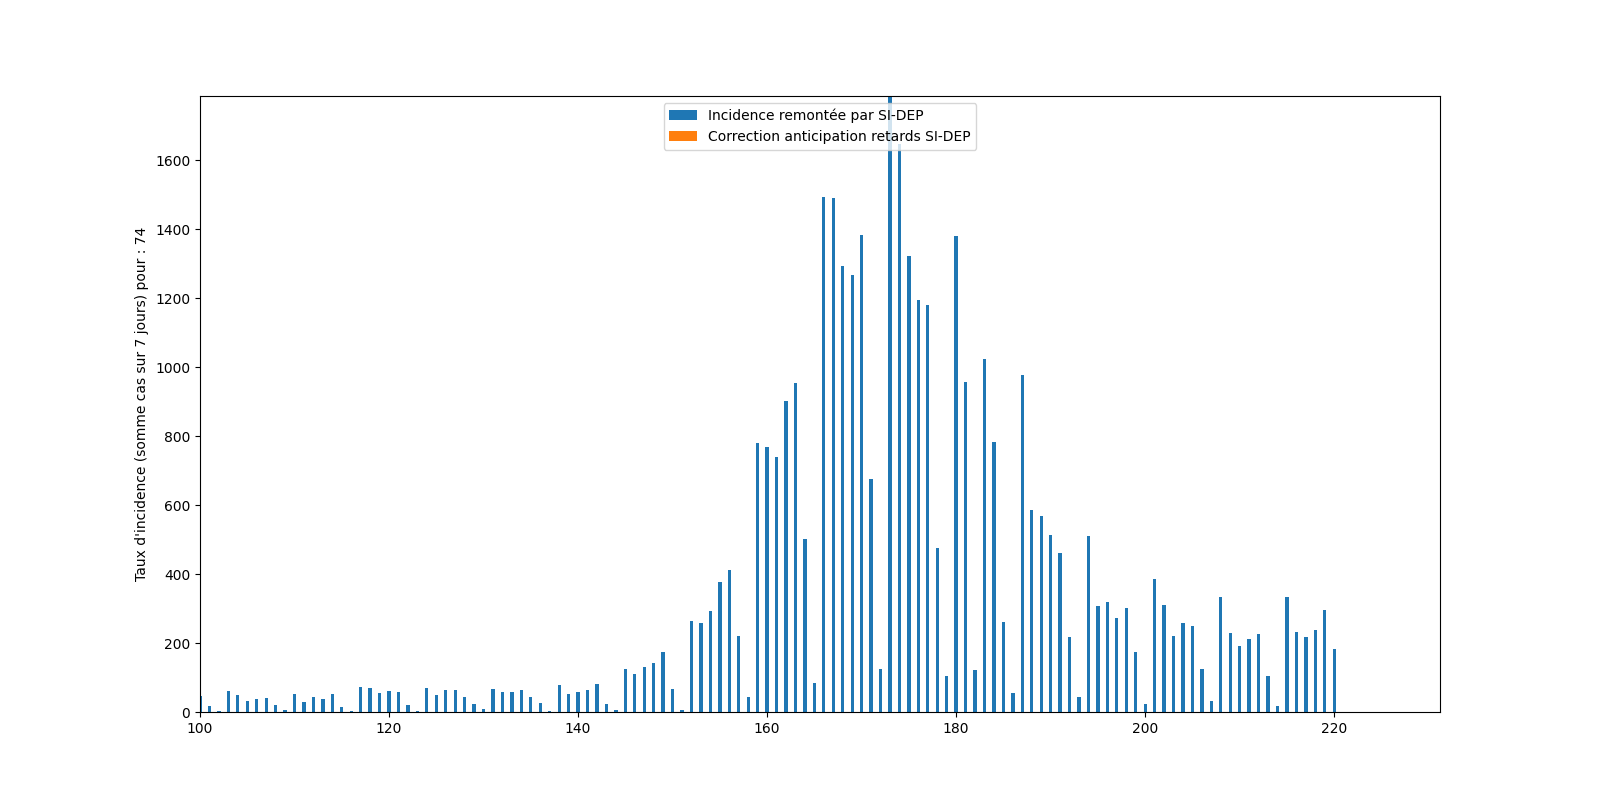 Incidence remontée par SI-DEP
Correction anticipation retards SI-DEP
Taux d'incidence (somme cas sur 7 jours) pour : 74
1600
1400
1200
1000
800
600
400
200
0
100 120 140 160 180 200 220